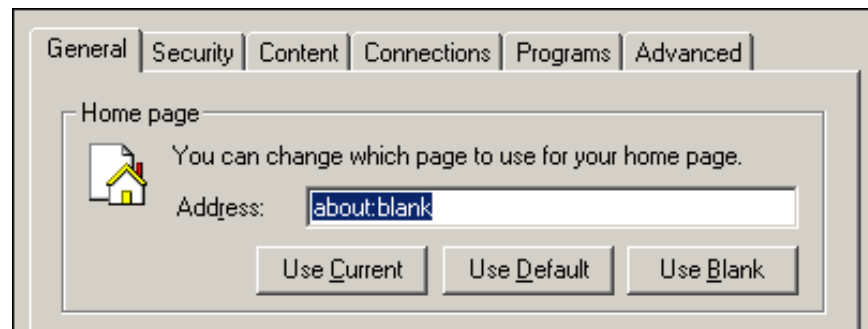 General Security Content Connections Programs Advanced
Home page
You can change which page to use for your home page.
Address: about:blank
Use Current Use Default Use Blank